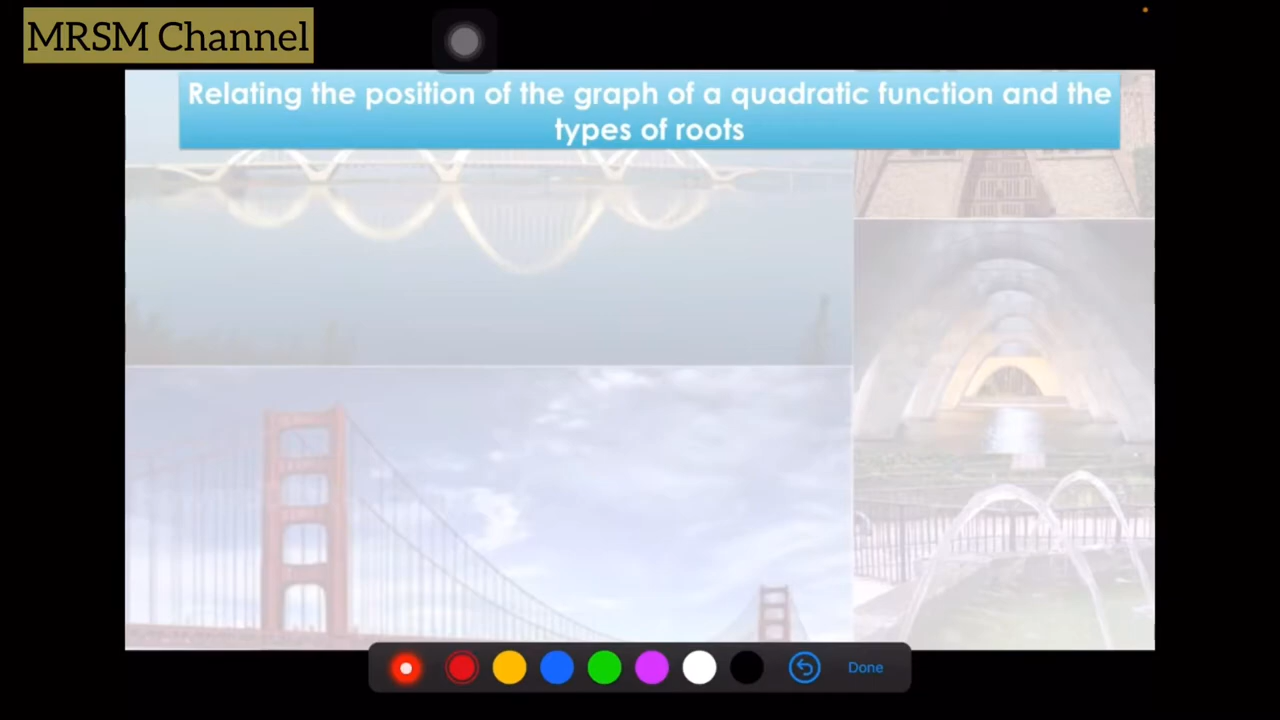 MRSM Channel
Relating the position of the graph of a quadratic function and the
types of roots
Done